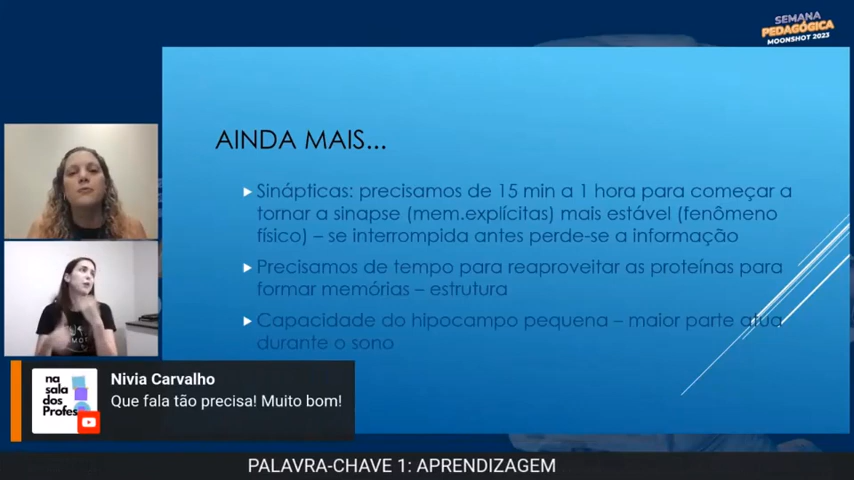 SEMANA
PEDAGÓGICA
MOONSHOT 2023
AINDA MAIS...
Sinápticas: precisamos de 15 min a 1 hora para começar a
tornar a sinapse (mem.explícitas) mais estável (fenômeno
físico) – se interrompida antes perde-se a informação
Precisamos de tempo para reaproveitar as proteínas para
formar memórias – estrutura
Capacidade do hipocampo pequena – maior parte atua
durante o sono
na
sala
dos
Profes
Nivia Carvalho
Que fala tão precisa! Muito bom!
PALAVRA-CHAVE 1: APRENDIZAGEM